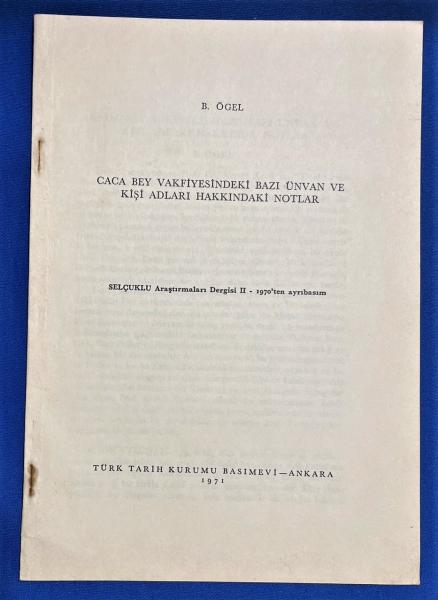 B. ÖGEL
CACA BEY VAKFİYESİNDEKİ BAZI ÜNVAN VE
KİŞİ ADLARI HAKKINDAKİ NOTLAR
SELÇUKLU Araştırmaları Dergisi II - 1970'ten ayrıbasım
TÜRK TARİH KURUMU BASIMEVİ—ANKARA
1971